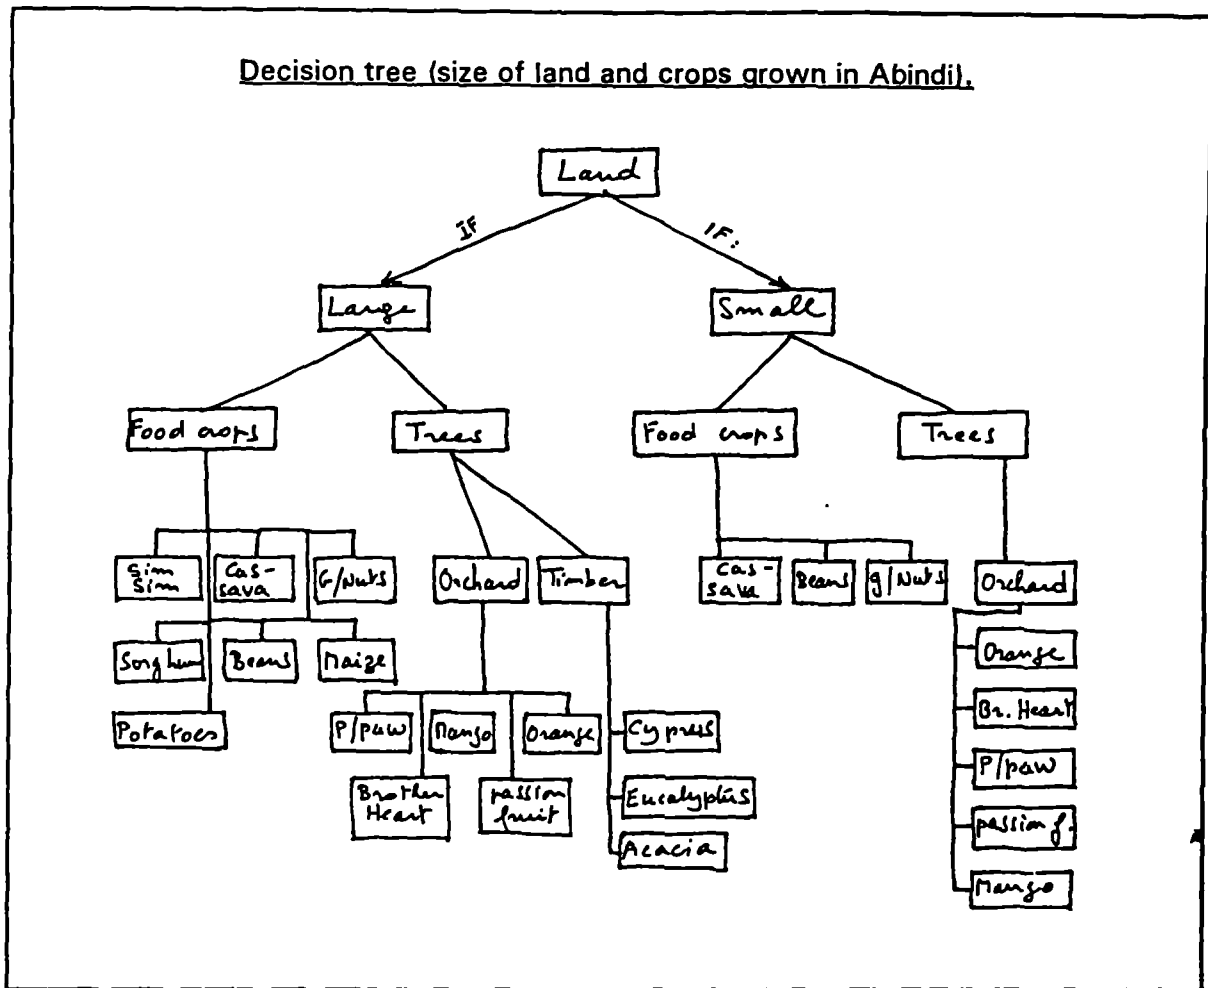 Decision tree (size of land and crops grown in Abindi).
Land
IF
IF:
Large
Small
Food crops
Trees
Food crops
Trees
Sim
Sim
Cas-
sava
G/Nuts
Orchard
Timber
Cas-
sava
Beans
g/Nuts
Orchard
Sorghum
Beans
Maize
Orange
Potatoes
P/paw
Mango
Orange
Cypress
Br. Heart
Brother
Heart
passion
fruit
Eucalyptus
P/paw
Acacia
passion f.
Mango